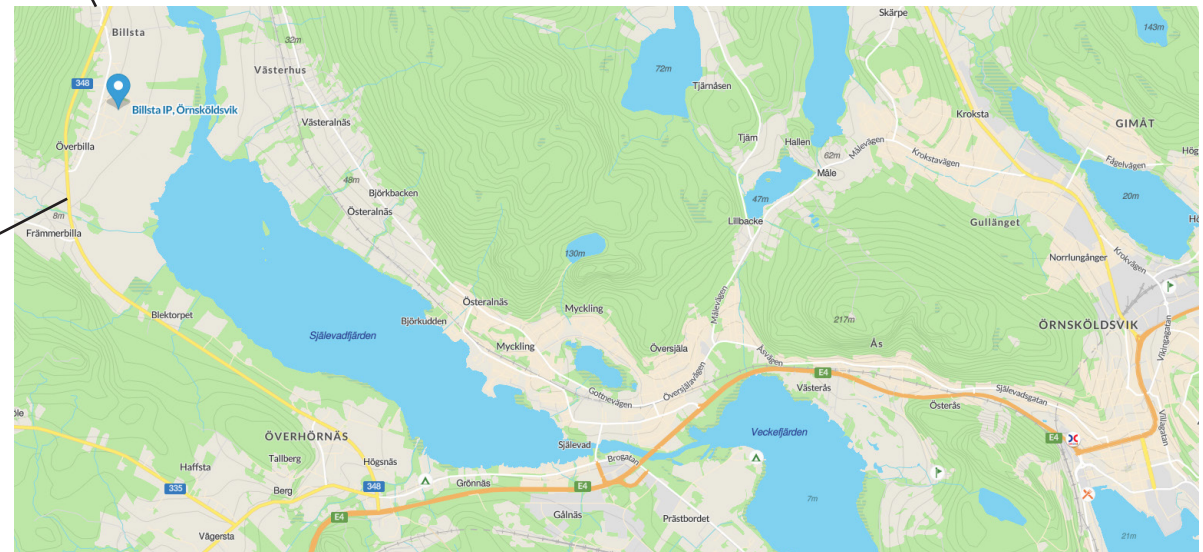 Billsta
32m
Västerhus
348
Billsta IP, Örnsköldsvik
Västeralnäs
Överbilla
48m
Björkbacken
Österalnäs
8m
Främmerbilla
Blektorpet
Själevadfjärden
Björkudden
Österalnäs
Myckling
Myckling
130m
72m
Skärpe
143m
Tjärnåsen
Tjärn
Hallen
62m
Målevägen
Måle
47m
Lillbacke
Kroksta
Krokstavägen
GIMÅT
Fågelvägen
Hög
20m
Gullänget
Norrlungånger
Krokvägen
Målevägen
217m
ÖRNSKÖLDSVIK
Vikingagatan
Översjäla
Ås
Åsvägen
E4
Västerås
Själevadsgatan
Österås
Gottnevägen
Översjälavägen
E4
Villagatan
Veckefjärden
Själevad
Brogatan
ÖVERHÖRNÄS
Tallberg
Högsnäs
Haffsta
335
Berg
348
Grönnäs
E4
E4
Gålnäs
7m
Prästbordet
Vågersta
21m